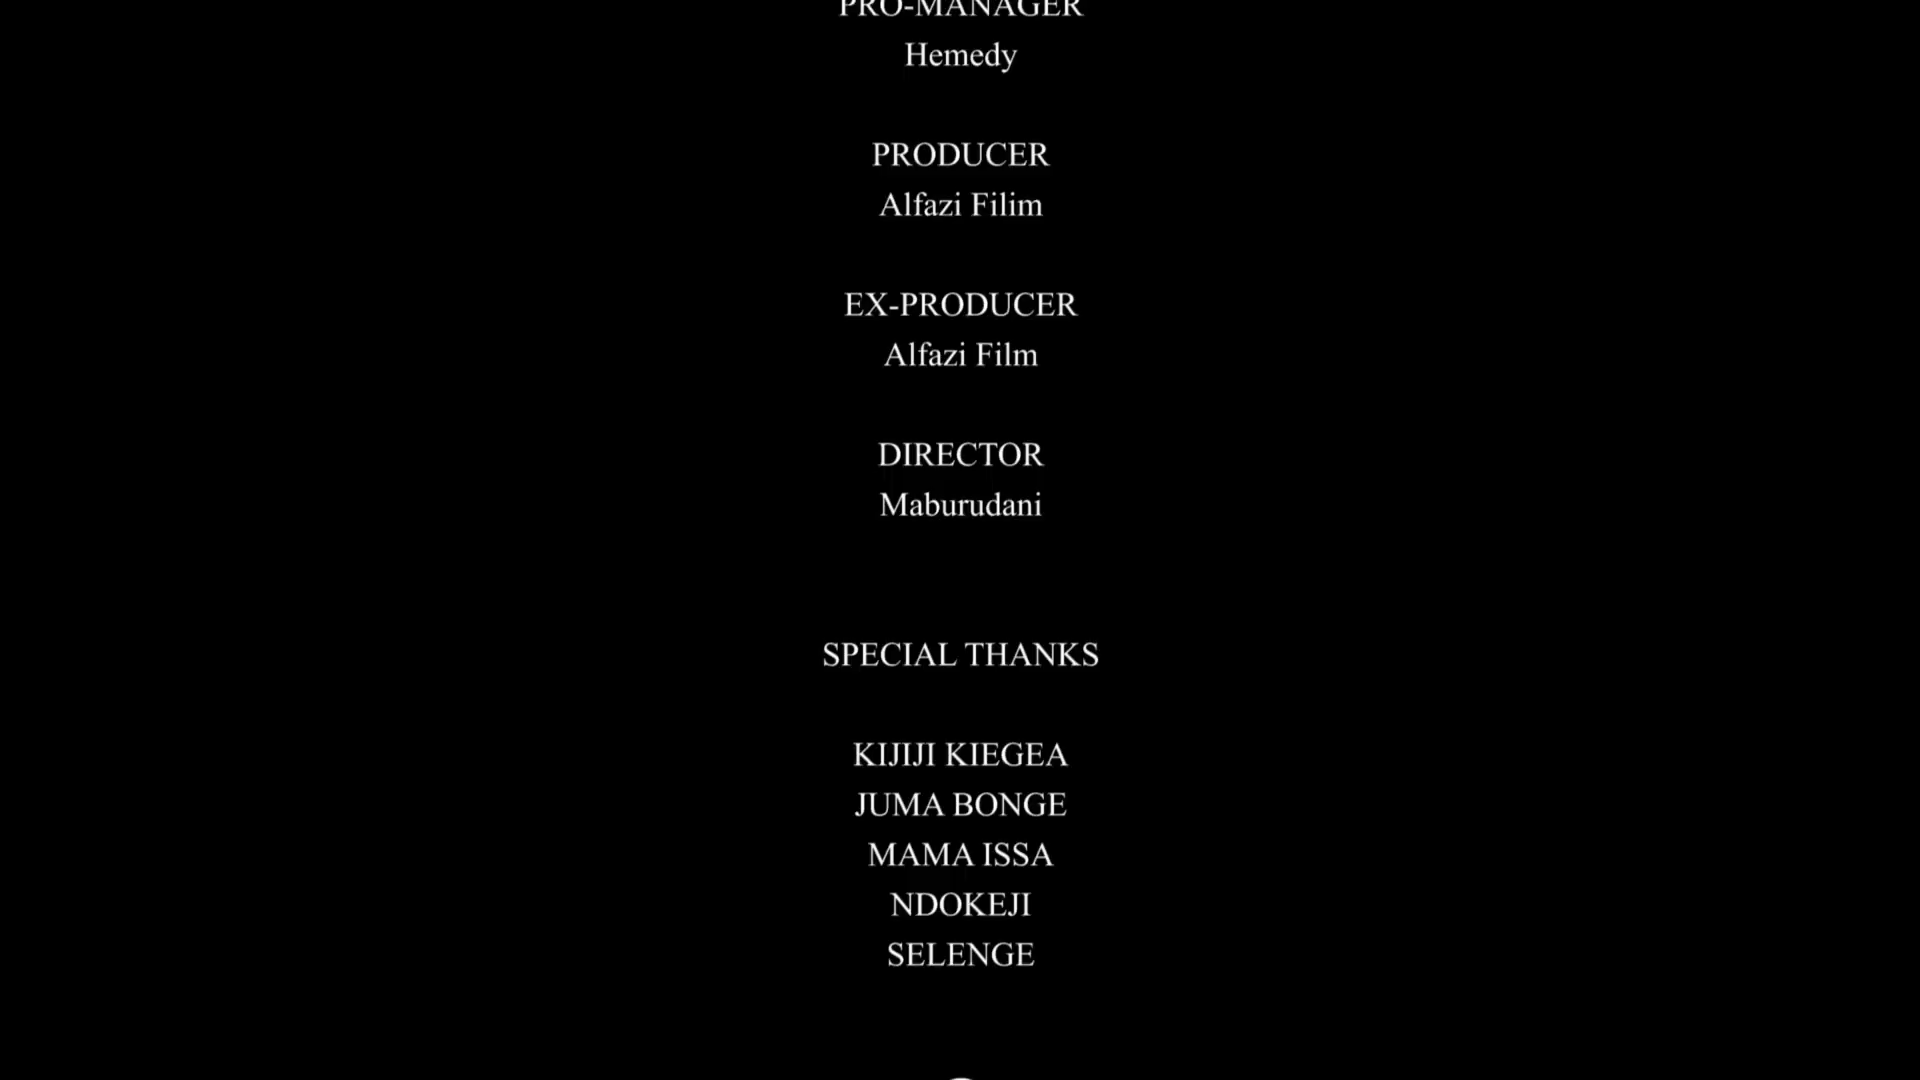 PRO-MANAGER
Hemedy
PRODUCER
Alfazi Filim
EX-PRODUCER
Alfazi Film
DIRECTOR
Maburudani
SPECIAL THANKS
KIJIJI KIEGEA
JUMA BONGE
MAMA ISSA
NDOKEJI
SELENGE